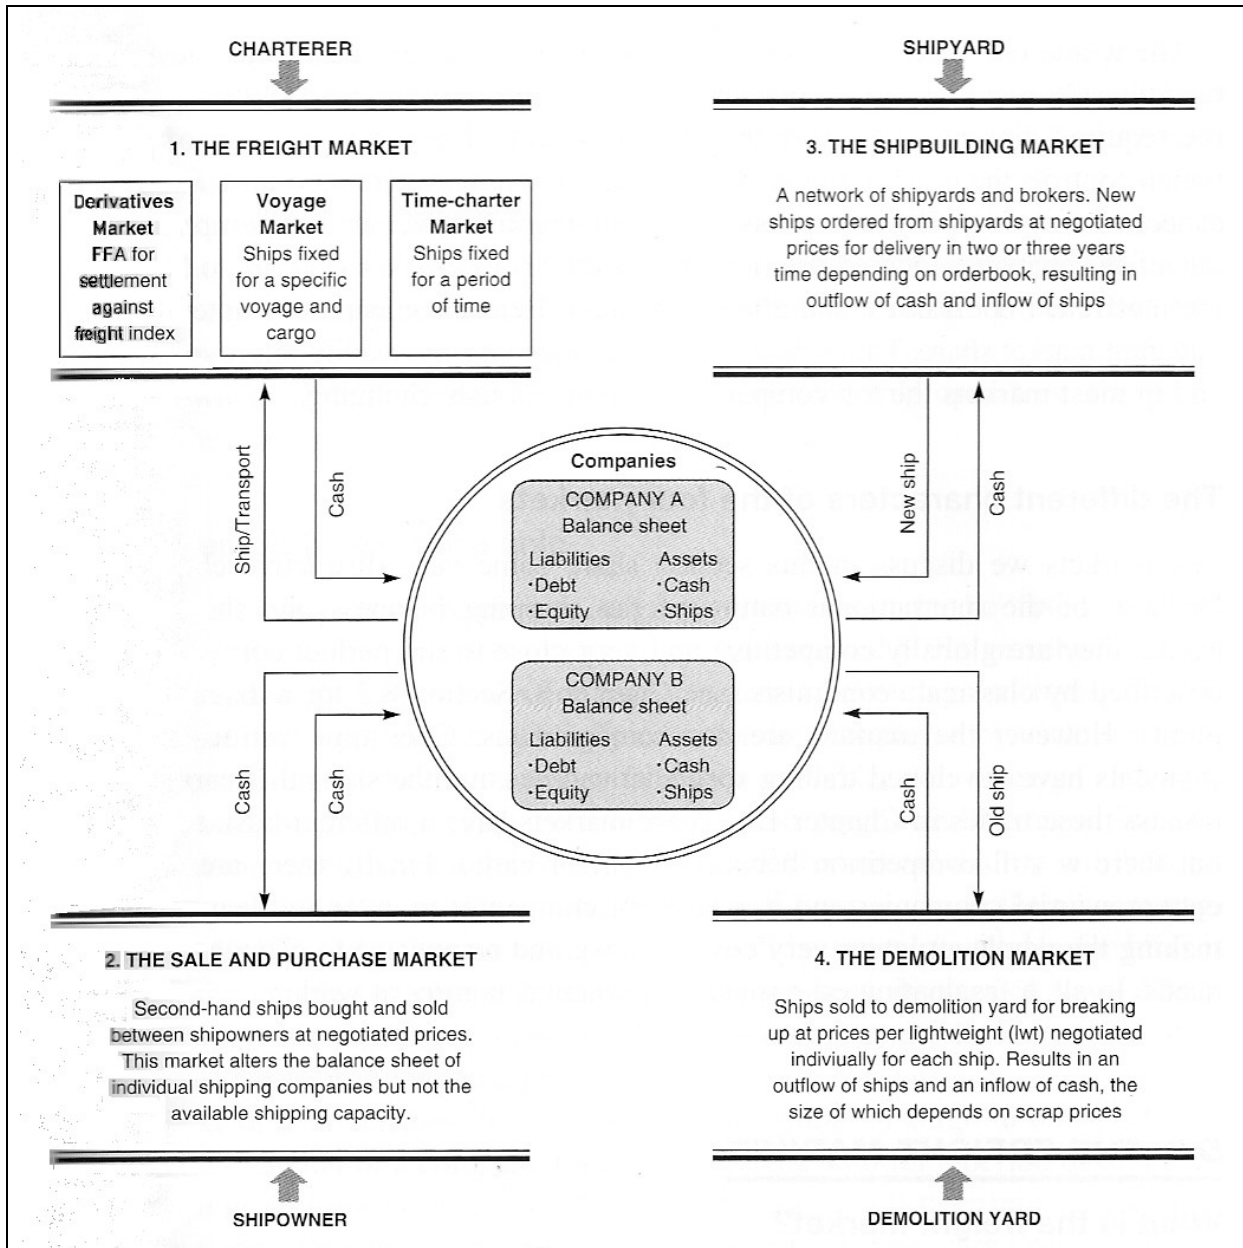 CHARTERER
SHIPYARD
1. THE FREIGHT MARKET
Derivatives
Market
FFA for
settlement
against
freight index
Voyage
Market
Ships fixed
for a specific
voyage and
cargo
Time-charter
Market
Ships fixed
for a period
of time
3. THE SHIPBUILDING MARKET
A network of shipyards and brokers. New
ships ordered from shipyards at negotiated
prices for delivery in two or three years
time depending on orderbook, resulting in
outflow of cash and inflow of ships
Ship/Transport
Cash
New ship
Cash
Companies
COMPANY A
Balance sheet
Liabilities Assets
·Debt ·Cash
·Equity ·Ships
COMPANY B
Balance sheet
Liabilities Assets
·Debt ·Cash
·Equity ·Ships
Cash
Cash
Cash
Old ship
2. THE SALE AND PURCHASE MARKET
Second-hand ships bought and sold
between shipowners at negotiated prices.
This market alters the balance sheet of
individual shipping companies but not the
available shipping capacity.
4. THE DEMOLITION MARKET
Ships sold to demolition yard for breaking
up at prices per lightweight (lwt) negotiated
indiviually for each ship. Results in an
outflow of ships and an inflow of cash, the
size of which depends on scrap prices
SHIPOWNER
DEMOLITION YARD